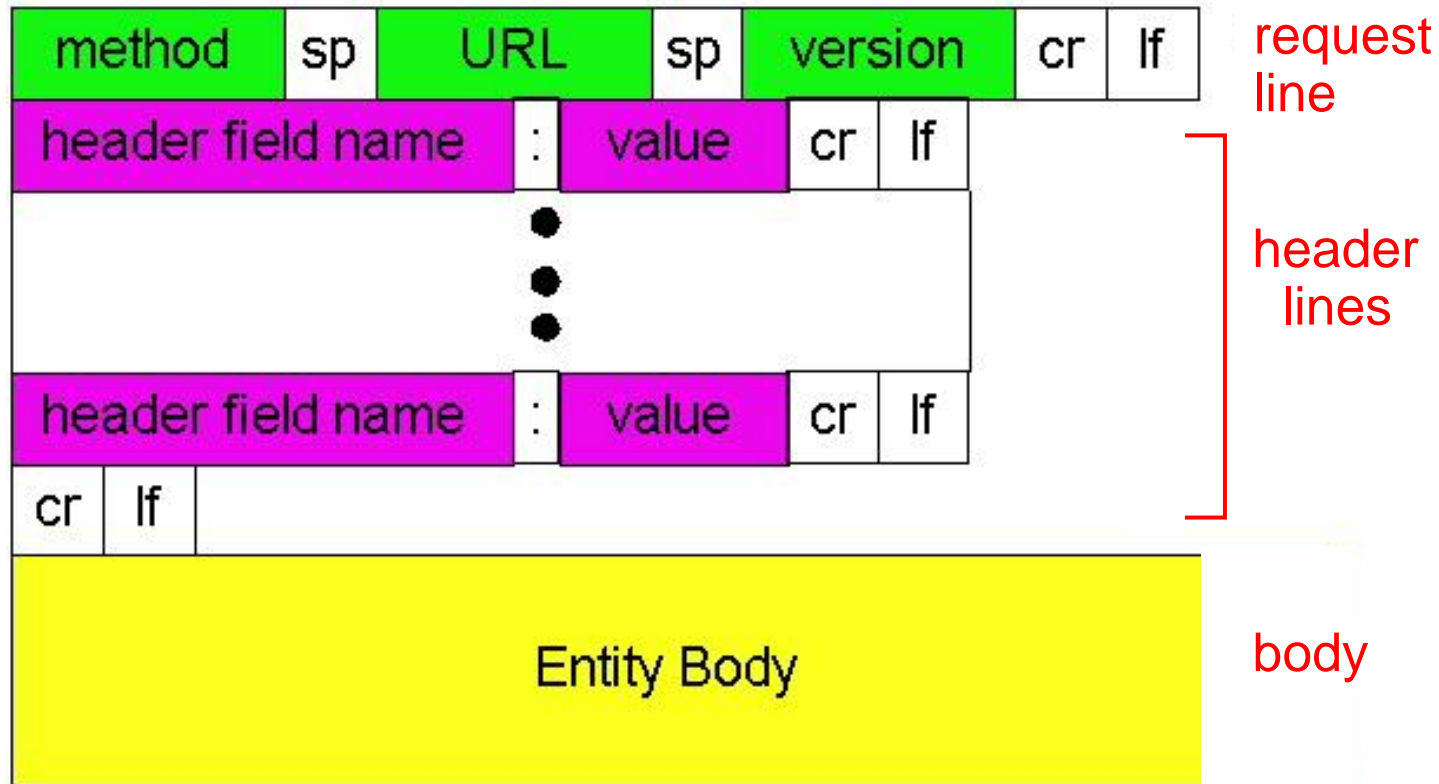 method sp URL sp version cr lf request
line
header field name : value cr lf
header
lines
header field name : value cr lf
cr lf
Entity Body body